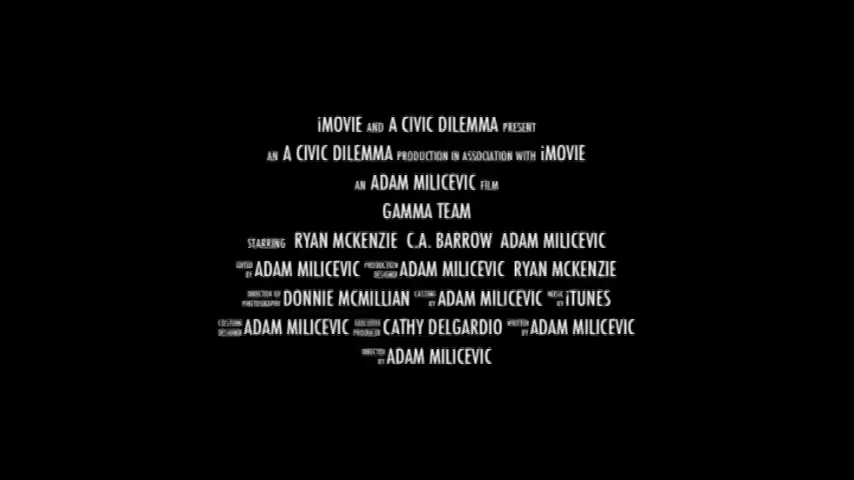 iMOVIE AND A CIVIC DILEMMA PRESENT
AN A CIVIC DILEMMA PRODUCTION IN ASSOCIATION WITH iMOVIE
AN ADAM MILICEVIC FILM
GAMMA TEAM
STARRING RYAN MCKENZIE C.A. BARROW ADAM MILICEVIC
EDITED BY ADAM MILICEVIC PRODUCTION DESIGNER ADAM MILICEVIC RYAN MCKENZIE
DIRECTOR OF PHOTOGRAPHY DONNIE MCMILLIAN CASTING BY ADAM MILICEVIC MUSIC BY iTUNES
COSTUME DESIGNER ADAM MILICEVIC EXECUTIVE PRODUCER CATHY DELGARDIO WRITTEN BY ADAM MILICEVIC
DIRECTED BY ADAM MILICEVIC